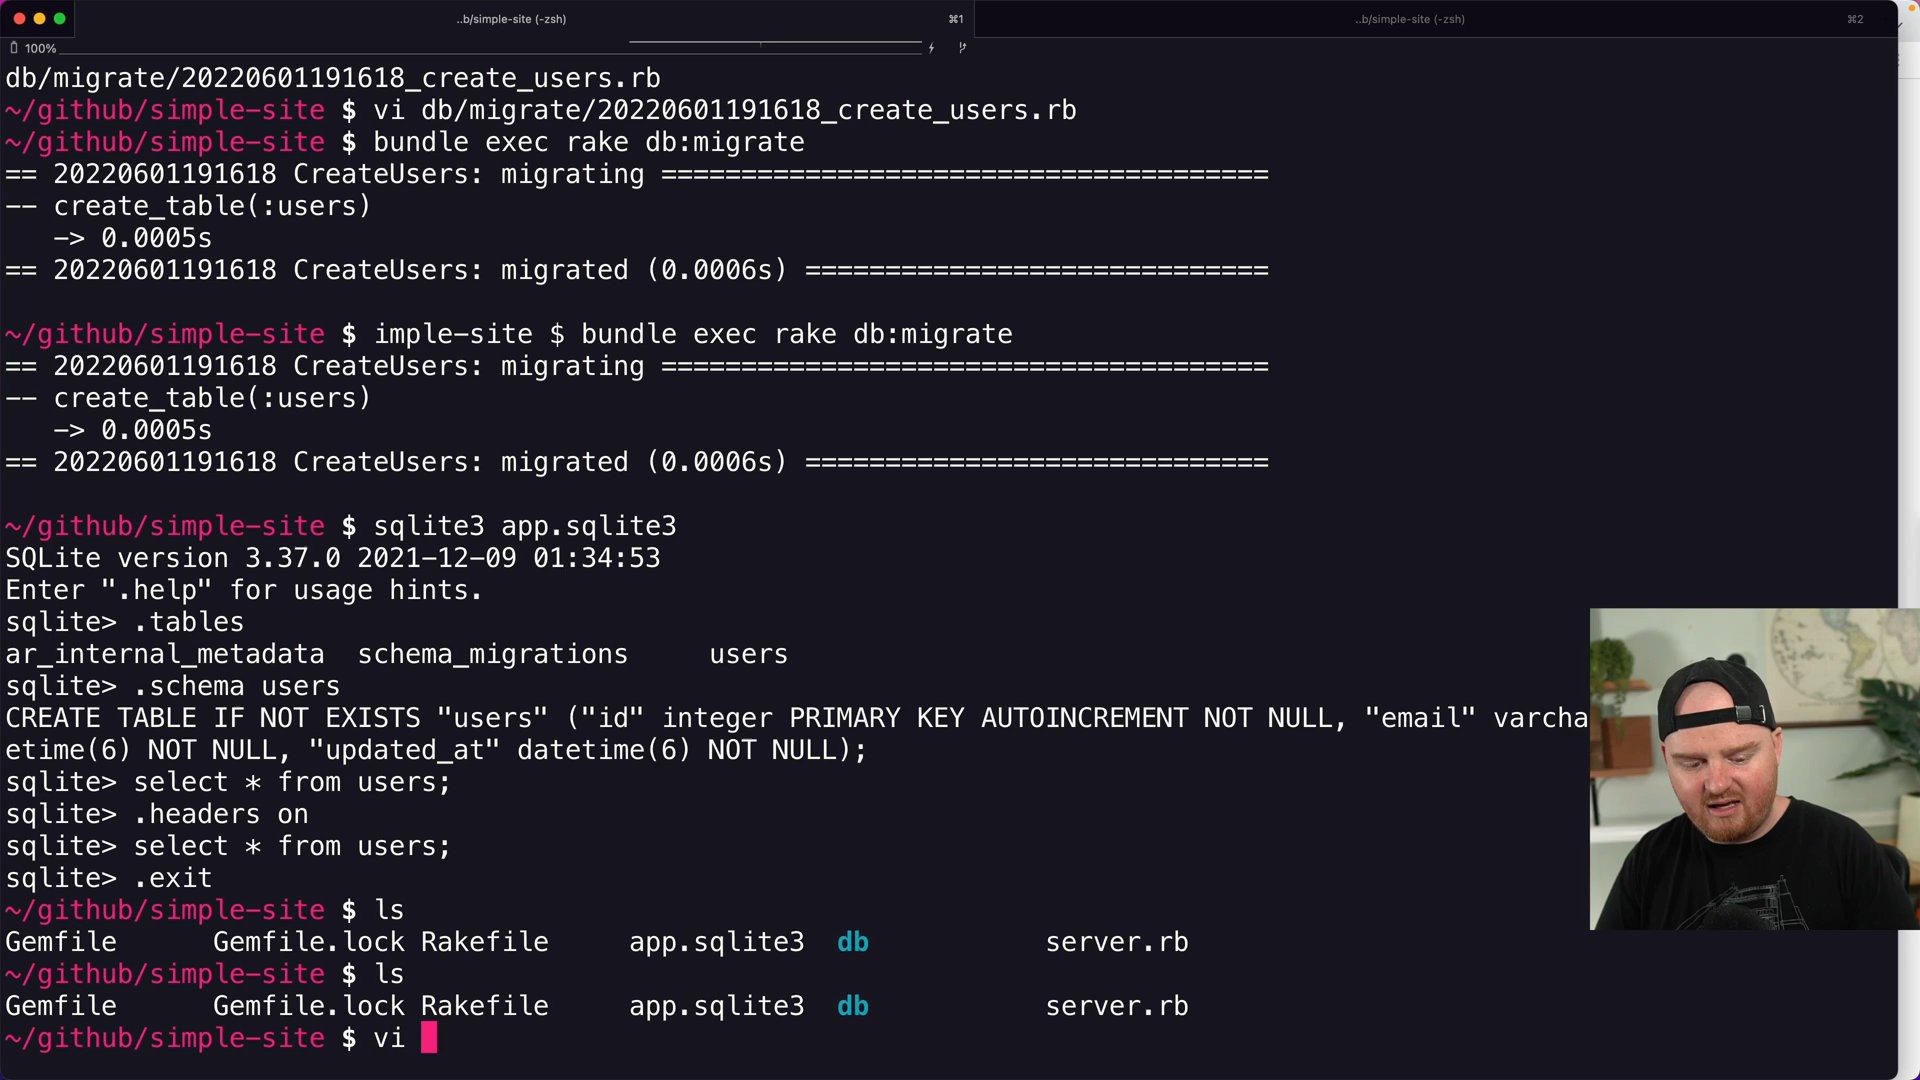 ..b/simple-site (-zsh) ⌘1 ..b/simple-site (-zsh) ⌘2
100%
db/migrate/20220601191618_create_users.rb
~/github/simple-site $ vi db/migrate/20220601191618_create_users.rb
~/github/simple-site $ bundle exec rake db:migrate
== 20220601191618 CreateUsers: migrating ======================================
-- create_table(:users)
   -> 0.0005s
== 20220601191618 CreateUsers: migrated (0.0006s) =============================
~/github/simple-site $ imple-site $ bundle exec rake db:migrate
== 20220601191618 CreateUsers: migrating ======================================
-- create_table(:users)
   -> 0.0005s
== 20220601191618 CreateUsers: migrated (0.0006s) =============================
~/github/simple-site $ sqlite3 app.sqlite3
SQLite version 3.37.0 2021-12-09 01:34:53
Enter ".help" for usage hints.
sqlite> .tables
ar_internal_metadata  schema_migrations     users
sqlite> .schema users
CREATE TABLE IF NOT EXISTS "users" ("id" integer PRIMARY KEY AUTOINCREMENT NOT NULL, "email" varcha
etime(6) NOT NULL, "updated_at" datetime(6) NOT NULL);
sqlite> select * from users;
sqlite> .headers on
sqlite> select * from users;
sqlite> .exit
~/github/simple-site $ ls
Gemfile      Gemfile.lock Rakefile     app.sqlite3  db           server.rb
~/github/simple-site $ ls
Gemfile      Gemfile.lock Rakefile     app.sqlite3  db           server.rb
~/github/simple-site $ vi